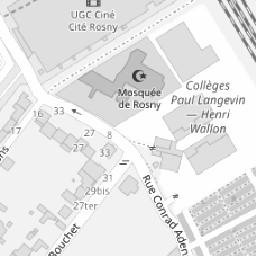 UGC Ciné
Cité Rosny
Mosquée
de Rosny
Collèges
Paul Langevin
— Henri
Wallon
33
16
33
17
27
8
27
31
29bis
27ter
Rue Conrad Aden
Bouchet